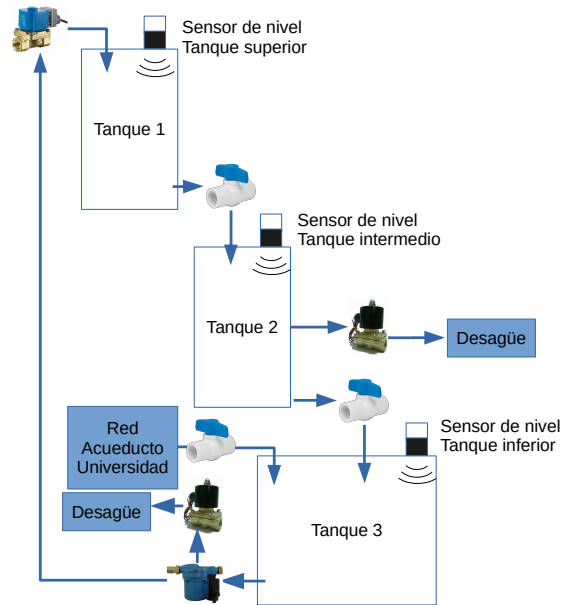 Sensor de nivel
Tanque superior
Tanque 1
Sensor de nivel
Tanque intermedio
Tanque 2
Desagüe
Red
Acueducto
Universidad
Sensor de nivel
Tanque inferior
Desagüe
Tanque 3